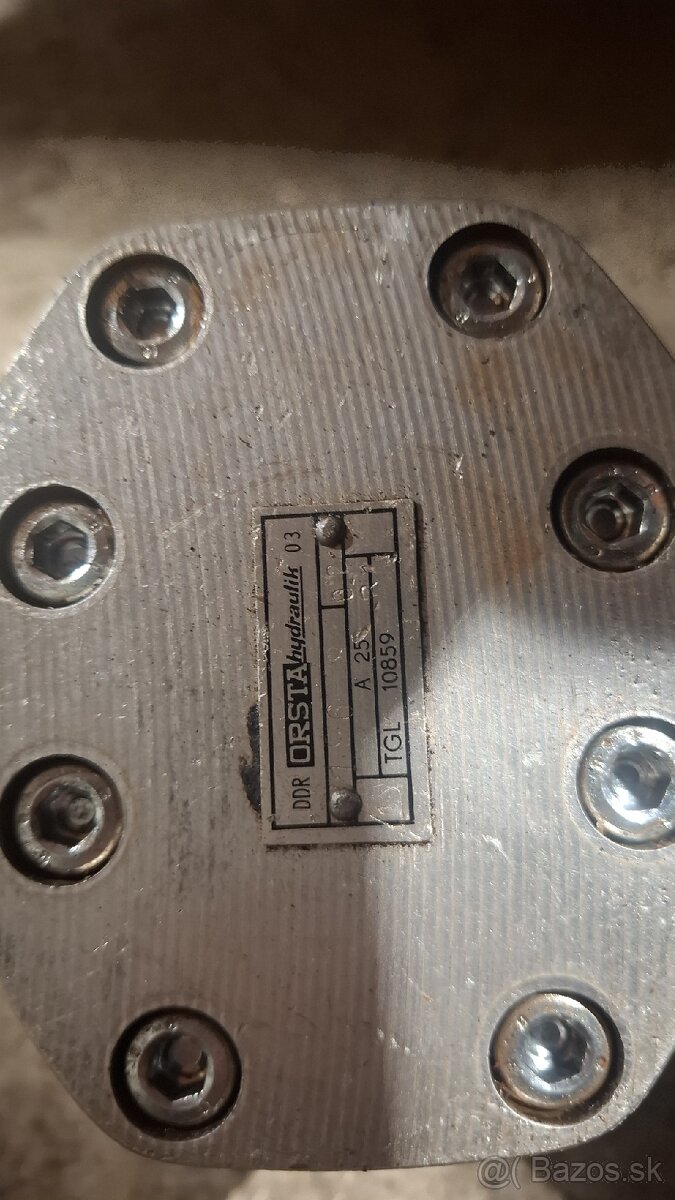 DDR ORSTA hydraulik 03
A 25 R
TGL 10859
@( Bazos.sk